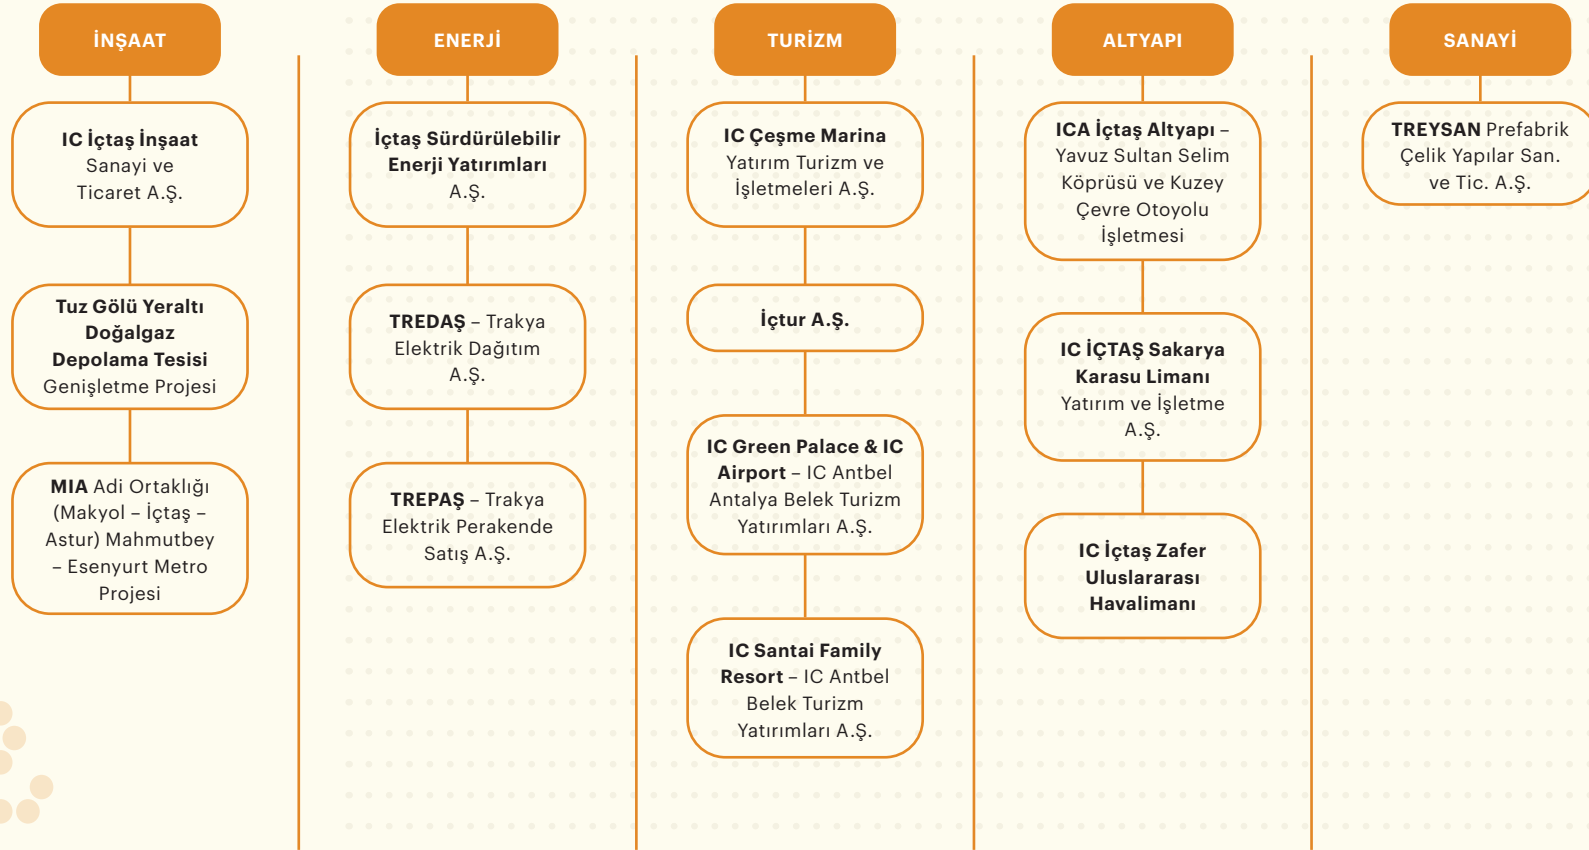 İNŞAAT
IC İçtaş İnşaat
Sanayi ve
Ticaret A.Ş.
Tuz Gölü Yeraltı
Doğalgaz
Depolama Tesisi
Genişletme Projesi
MIA Adi Ortaklığı
(Makyol – İçtaş –
Astur) Mahmutbey
– Esenyurt Metro
Projesi
ENERJİ
İçtaş Sürdürülebilir
Enerji Yatırımları
A.Ş.
TREDAŞ – Trakya
Elektrik Dağıtım
A.Ş.
TREPAŞ – Trakya
Elektrik Perakende
Satış A.Ş.
TURİZM
IC Çeşme Marina
Yatırım Turizm ve
İşletmeleri A.Ş.
İçtur A.Ş.
IC Green Palace & IC
Airport – IC Antbel
Antalya Belek Turizm
Yatırımları A.Ş.
IC Santai Family
Resort – IC Antbel
Belek Turizm
Yatırımları A.Ş.
ALTYAPI
ICA İçtaş Altyapı –
Yavuz Sultan Selim
Köprüsü ve Kuzey
Çevre Otoyolu
İşletmesi
IC İÇTAŞ Sakarya
Karasu Limanı
Yatırım ve İşletme
A.Ş.
IC İçtaş Zafer
Uluslararası
Havalimanı
SANAYİ
TREYSAN Prefabrik
Çelik Yapılar San.
ve Tic. A.Ş.